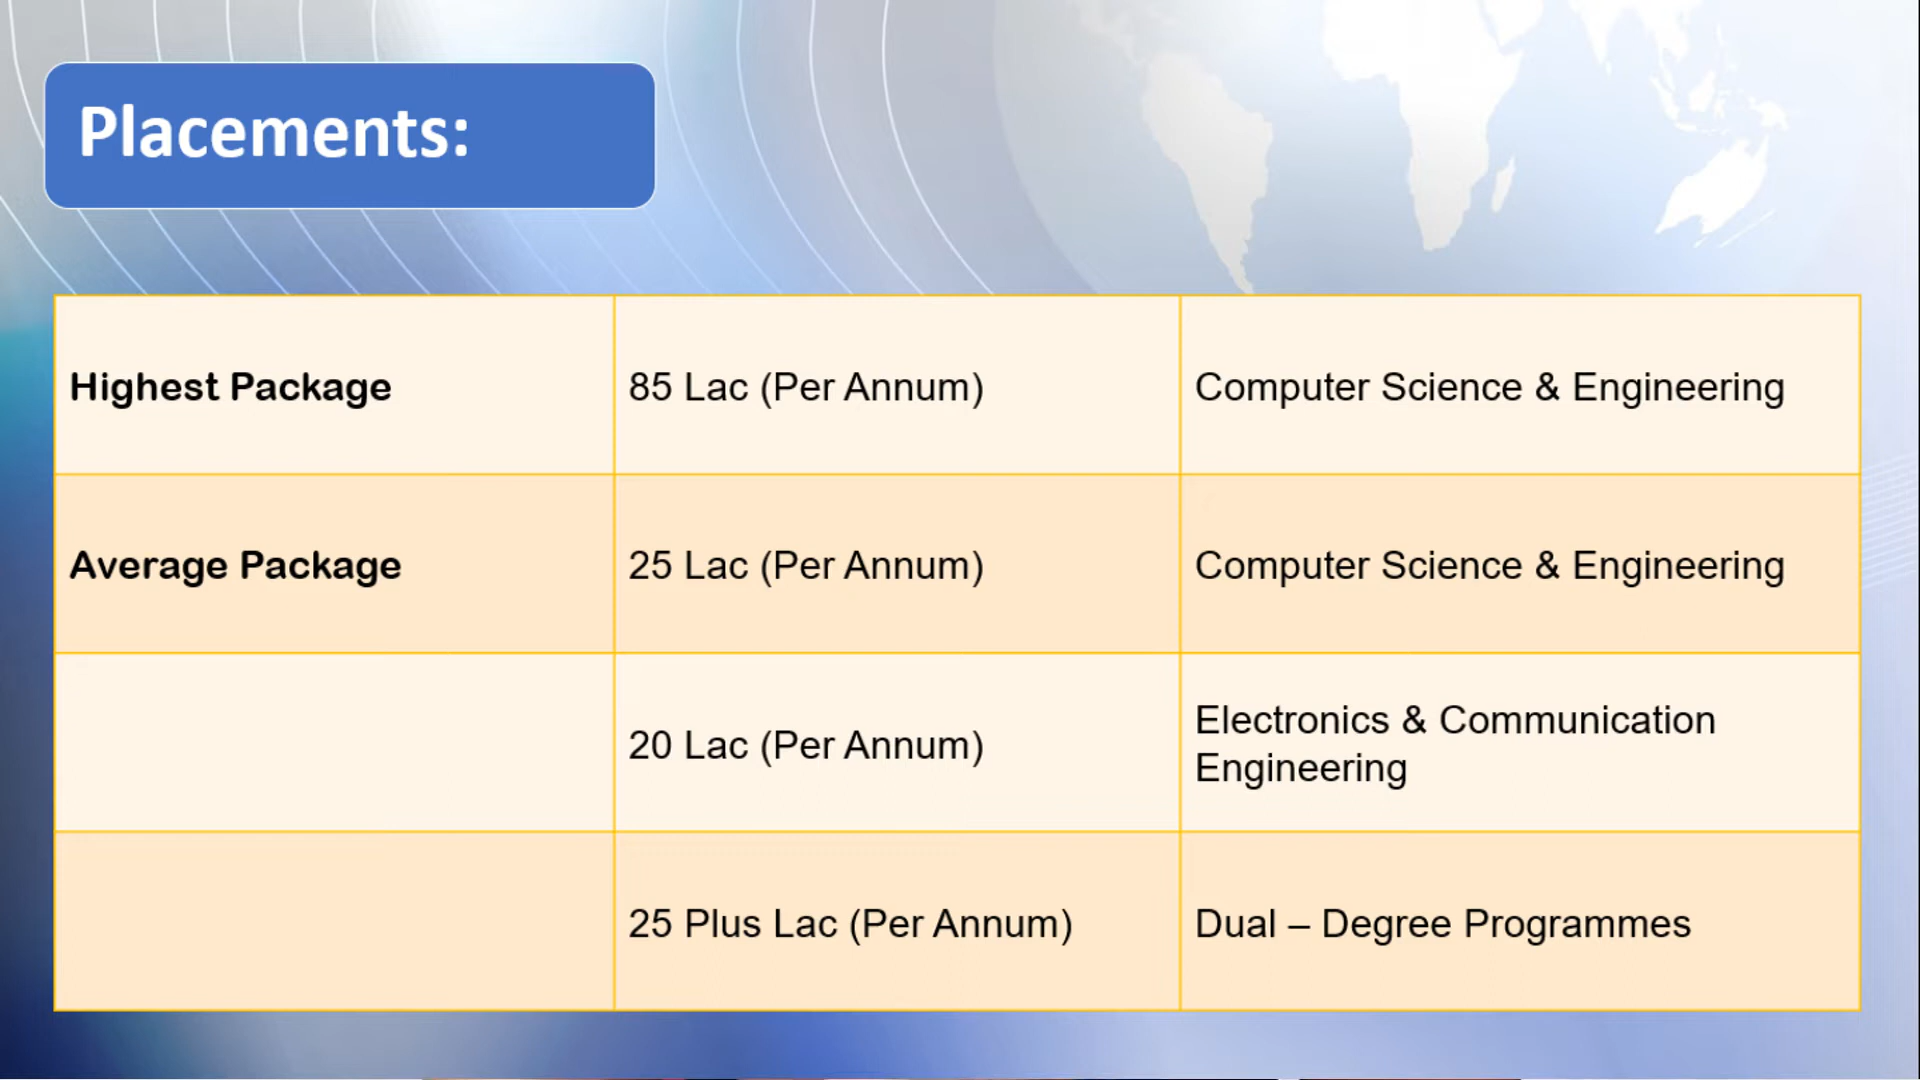 Placements:
Highest Package
85 Lac (Per Annum)
Computer Science & Engineering
Average Package
25 Lac (Per Annum)
Computer Science & Engineering
20 Lac (Per Annum)
Electronics & Communication
Engineering
25 Plus Lac (Per Annum)
Dual – Degree Programmes